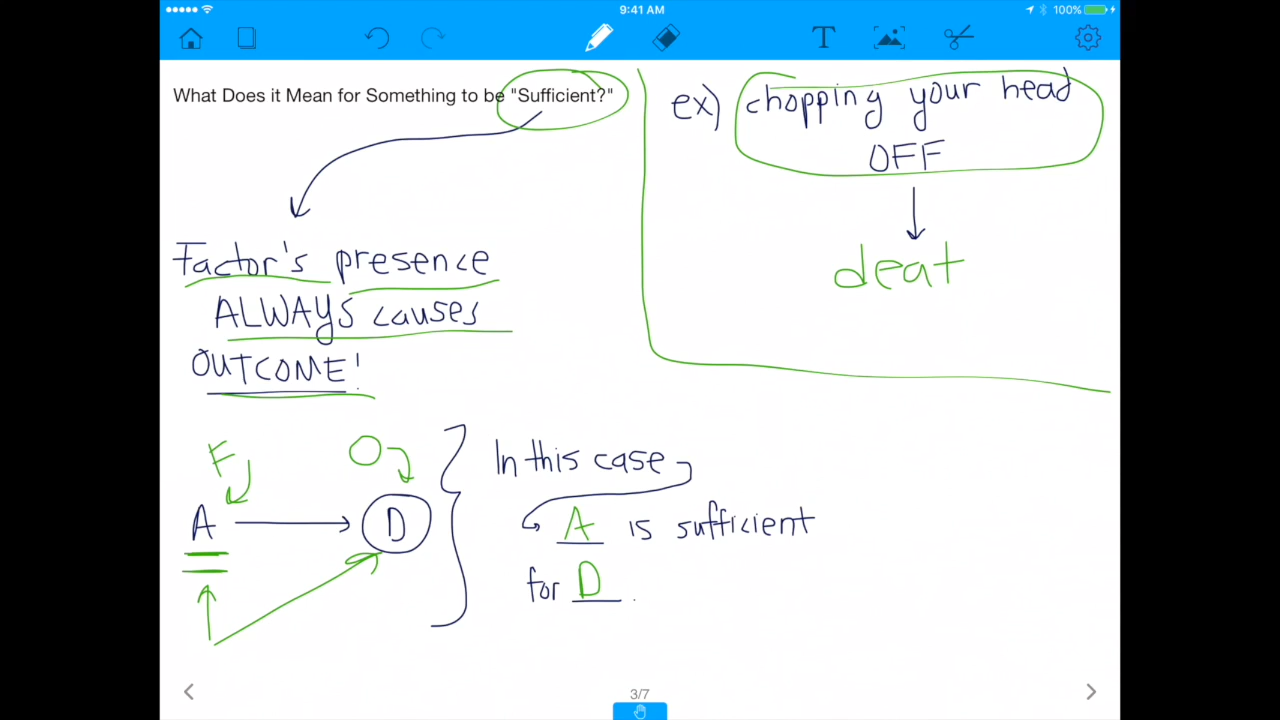 9:41 AM
100%
T
What Does it Mean for Something to be "Sufficient?"
Factor's presence
ALWAYS causes
OUTCOME!
F
O
A
D
In this case
A is sufficient
for D.
ex) chopping your head
OFF
deat
3/7